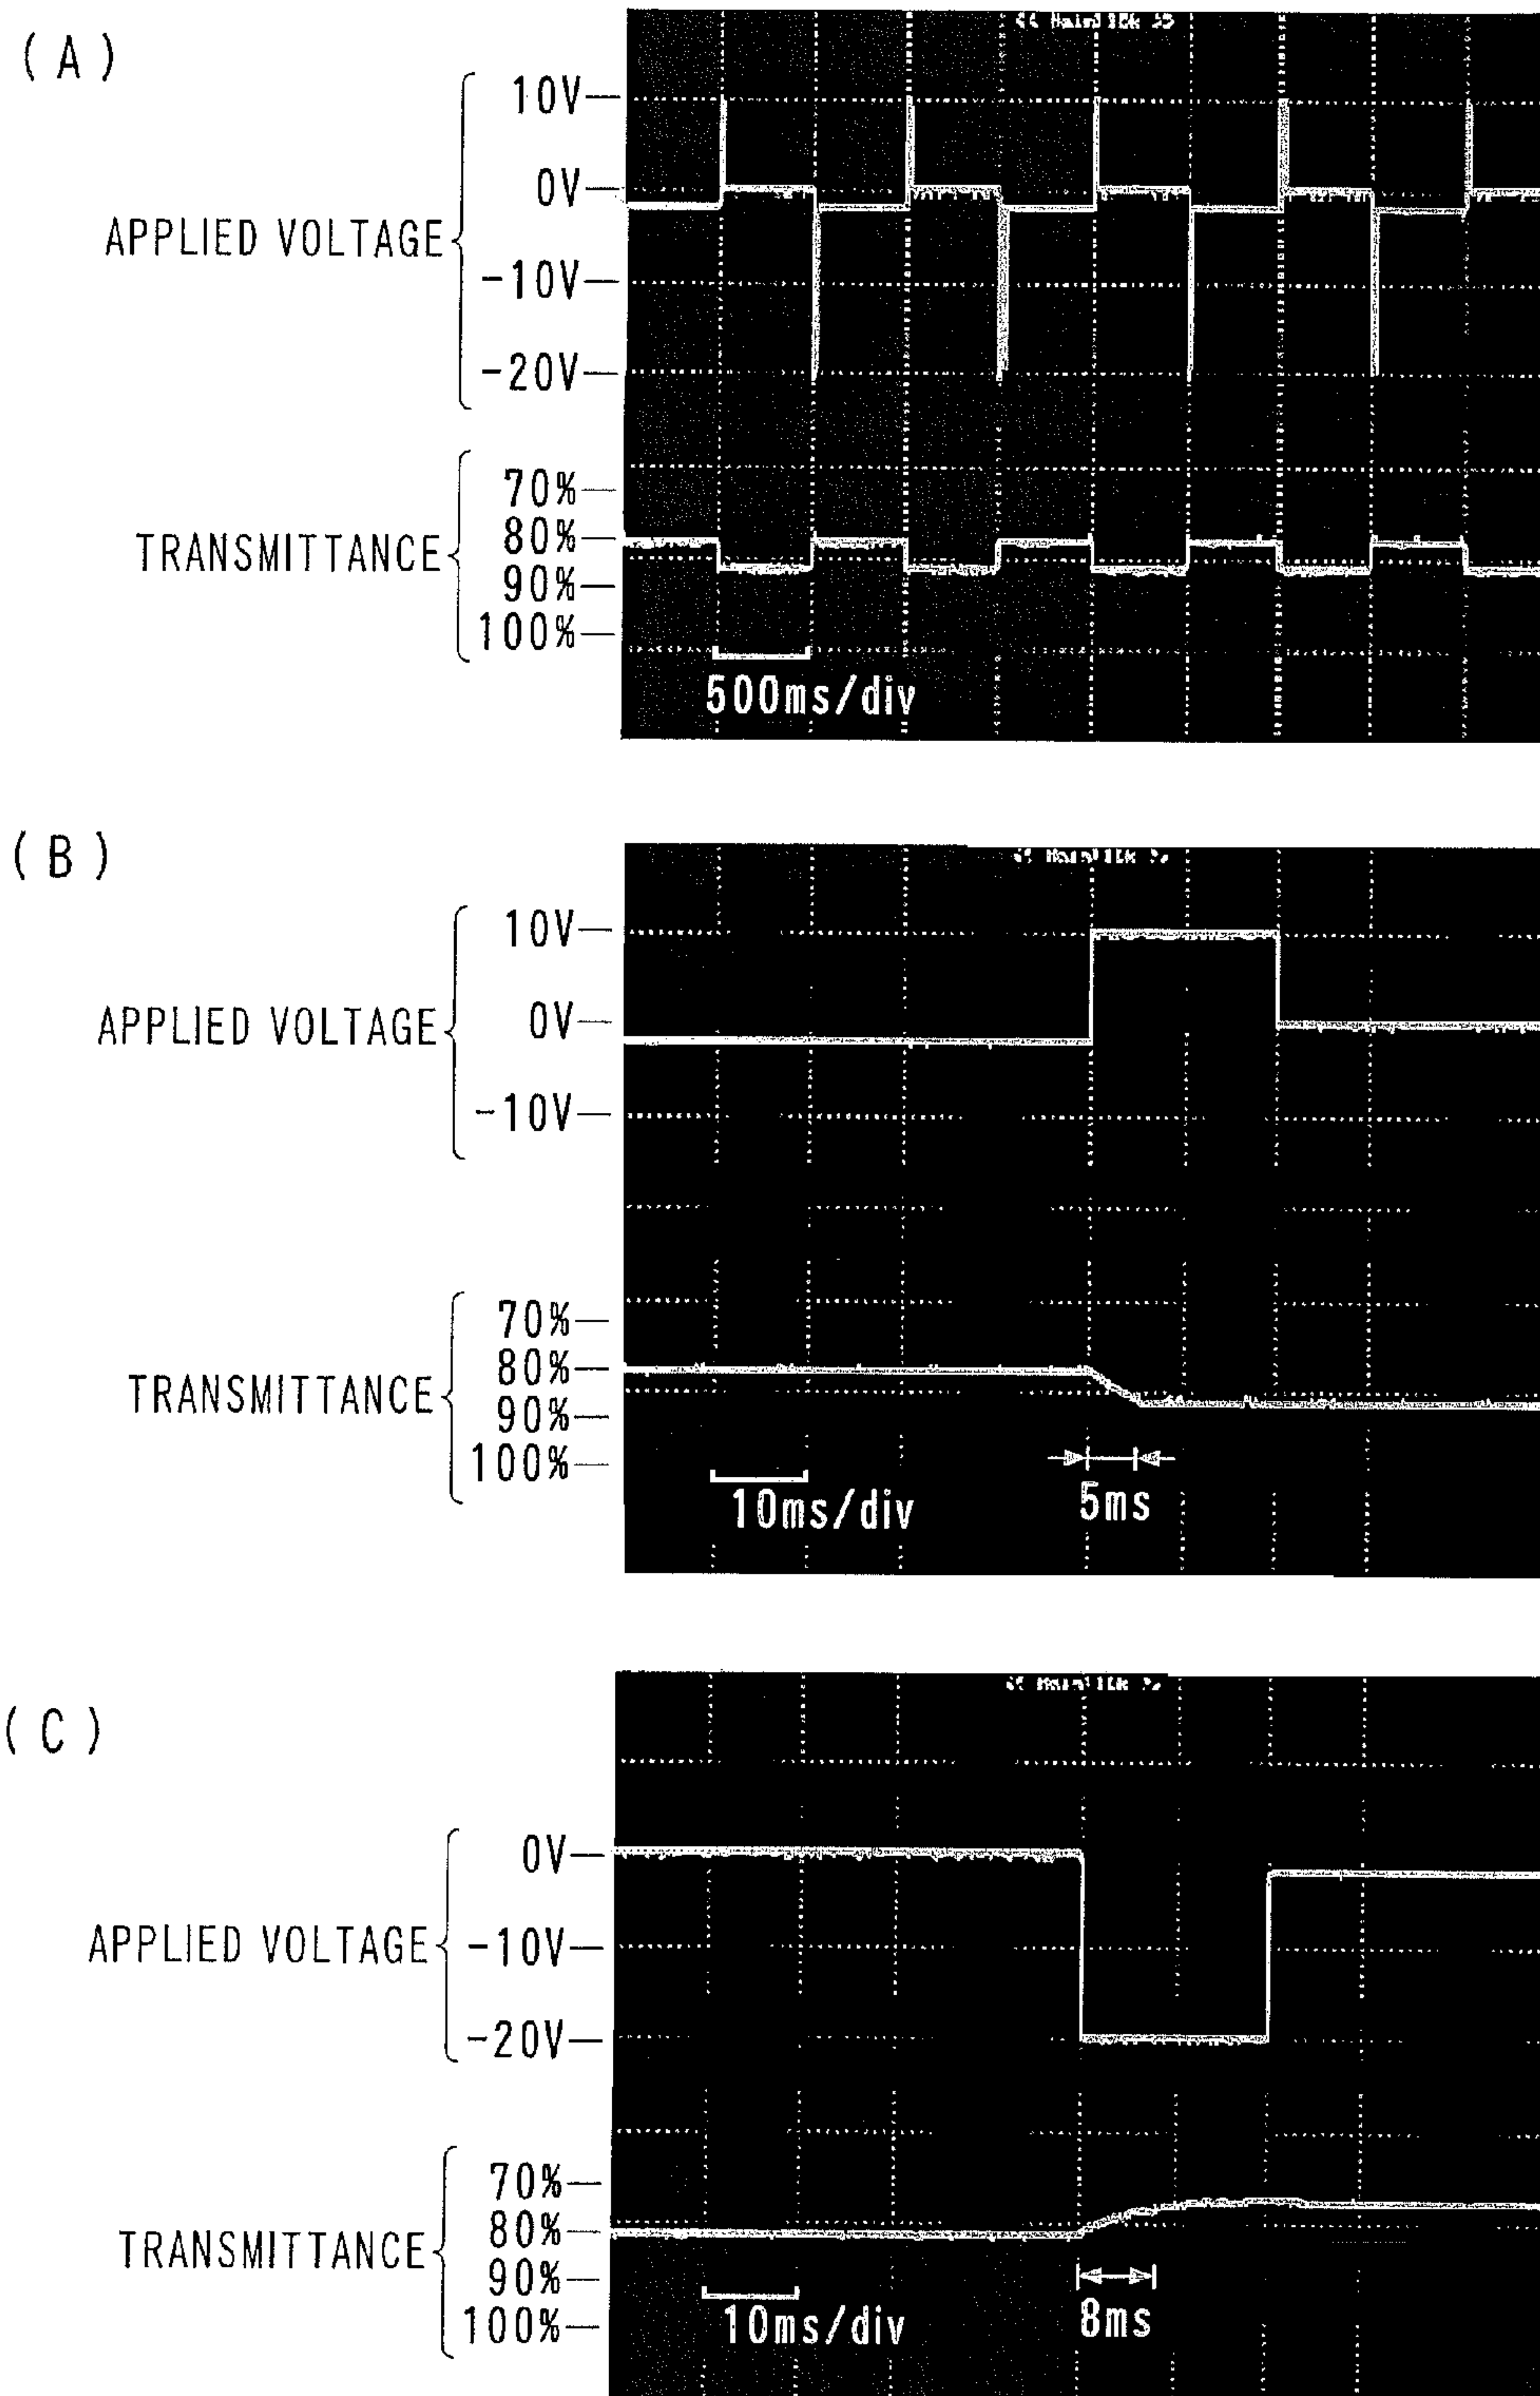 (A)
10V
0V
APPLIED VOLTAGE
-10V
-20V
70%
80%
TRANSMITTANCE
90%
100%
500ms/div
(B)
10V
0V
APPLIED VOLTAGE
-10V
70%
80%
TRANSMITTANCE
90%
100%
10ms/div
5ms
(C)
0V
APPLIED VOLTAGE
-10V
-20V
70%
80%
TRANSMITTANCE
90%
100%
10ms/div
8ms